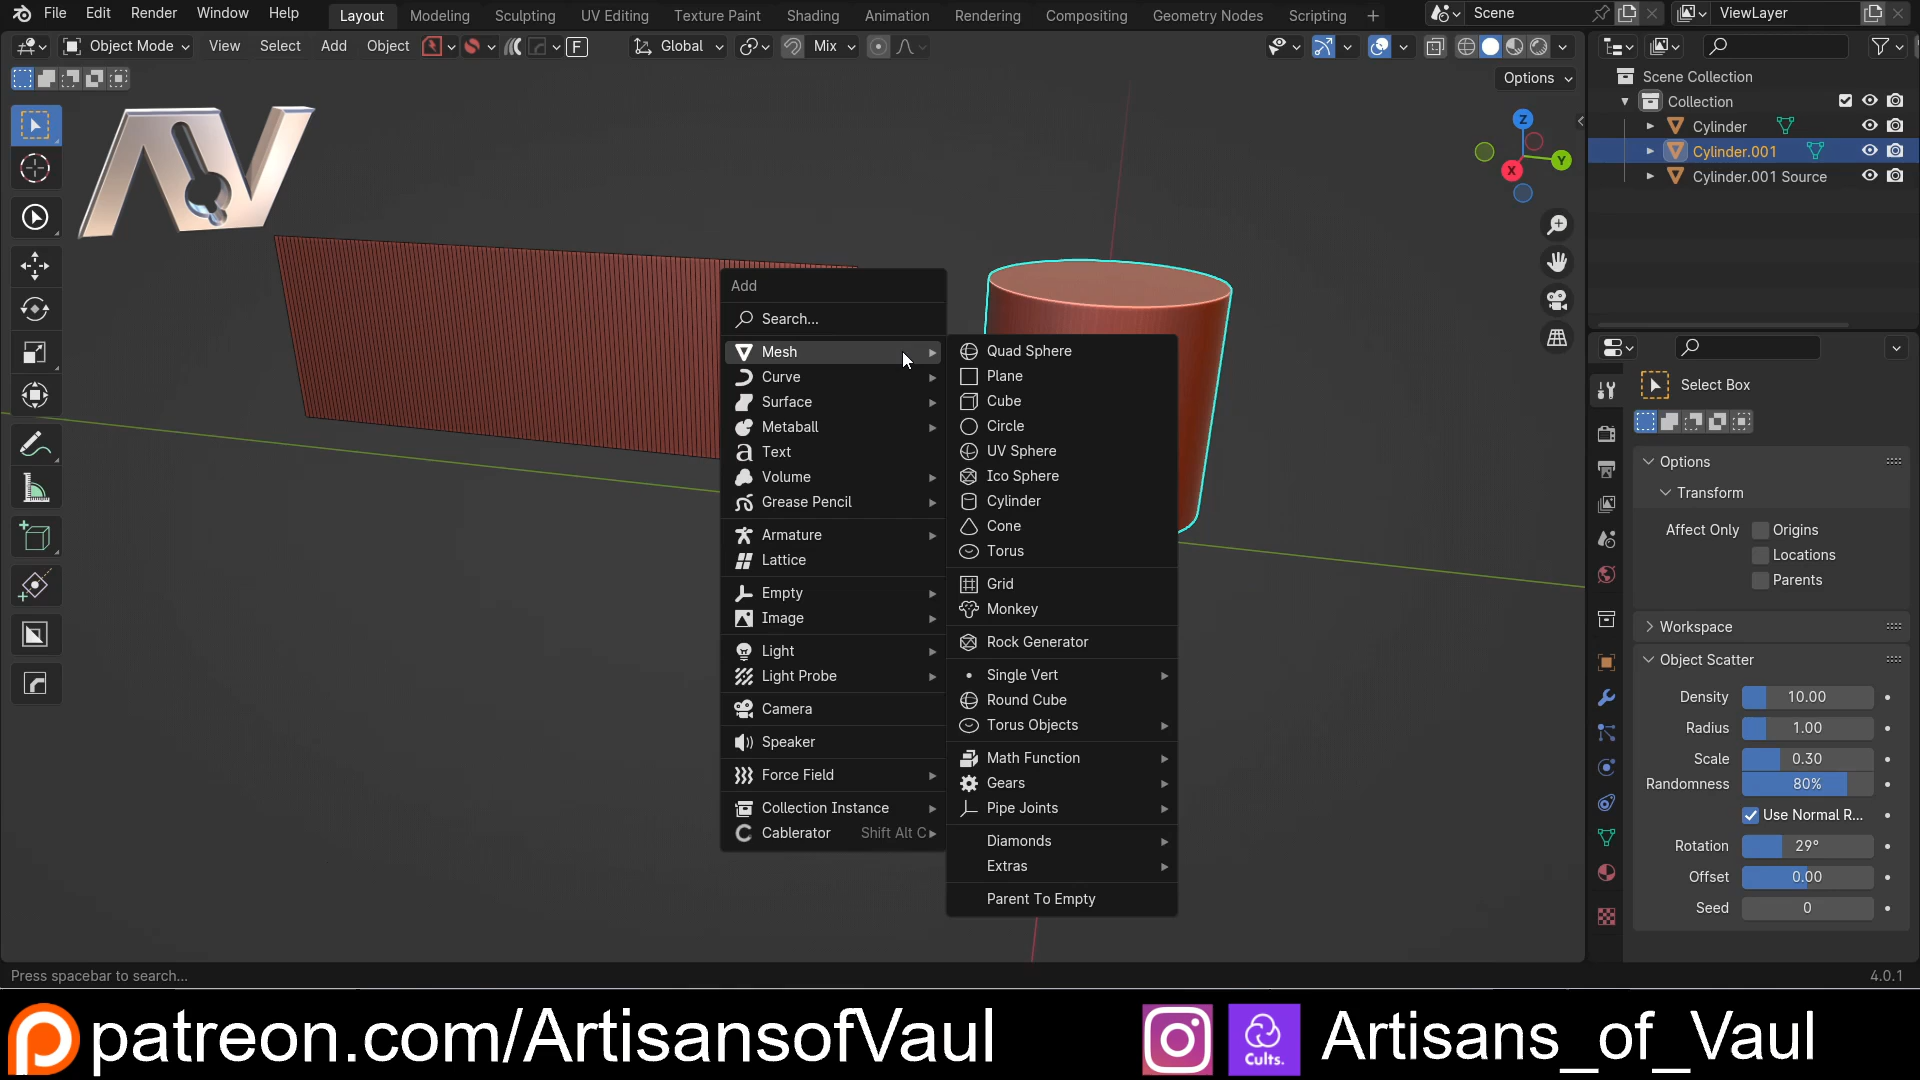 File Edit Render Window Help Layout Modeling Sculpting UV Editing Texture Paint Shading Animation Rendering Compositing Geometry Nodes Scripting + Scene ViewLayer
Object Mode View Select Add Object F Global Mix
Options
Z
Y
X
Scene Collection
Collection
Cylinder
Cylinder.001
Cylinder.001 Source
Add
Search...
Mesh
Curve
Surface
Metaball
Text
Volume
Grease Pencil
Armature
Lattice
Empty
Image
Light
Light Probe
Camera
Speaker
Force Field
Collection Instance
Cablerator Shift Alt C
Quad Sphere
Plane
Cube
Circle
UV Sphere
Ico Sphere
Cylinder
Cone
Torus
Grid
Monkey
Rock Generator
Single Vert
Round Cube
Torus Objects
Math Function
Gears
Pipe Joints
Diamonds
Extras
Parent To Empty
Select Box
Options
Transform
Affect Only Origins
Locations
Parents
Workspace
Object Scatter
Density 10.00
Radius 1.00
Scale 0.30
Randomness 80%
Use Normal R...
Rotation 29°
Offset 0.00
Seed 0
Press spacebar to search...
4.0.1
patreon.com/ArtisansofVaul
Cults.
Artisans_of_Vaul